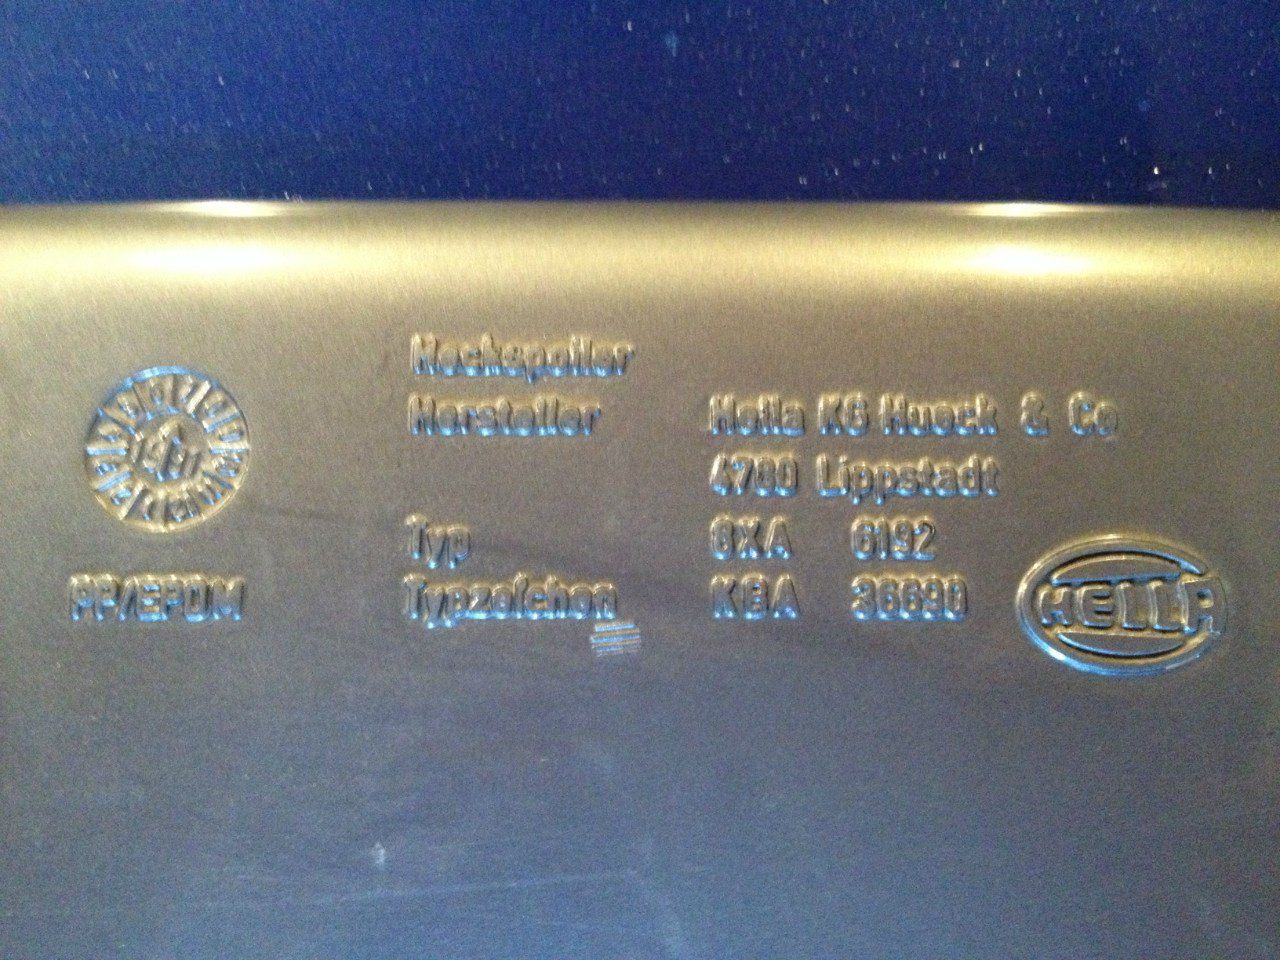 Heckspoiler
Hersteller Hella KG Hueck & Co
4780 Lippstadt
Typ 8XA 6192
Typzeichen KBA 36690
PP/EPDM
HELLA